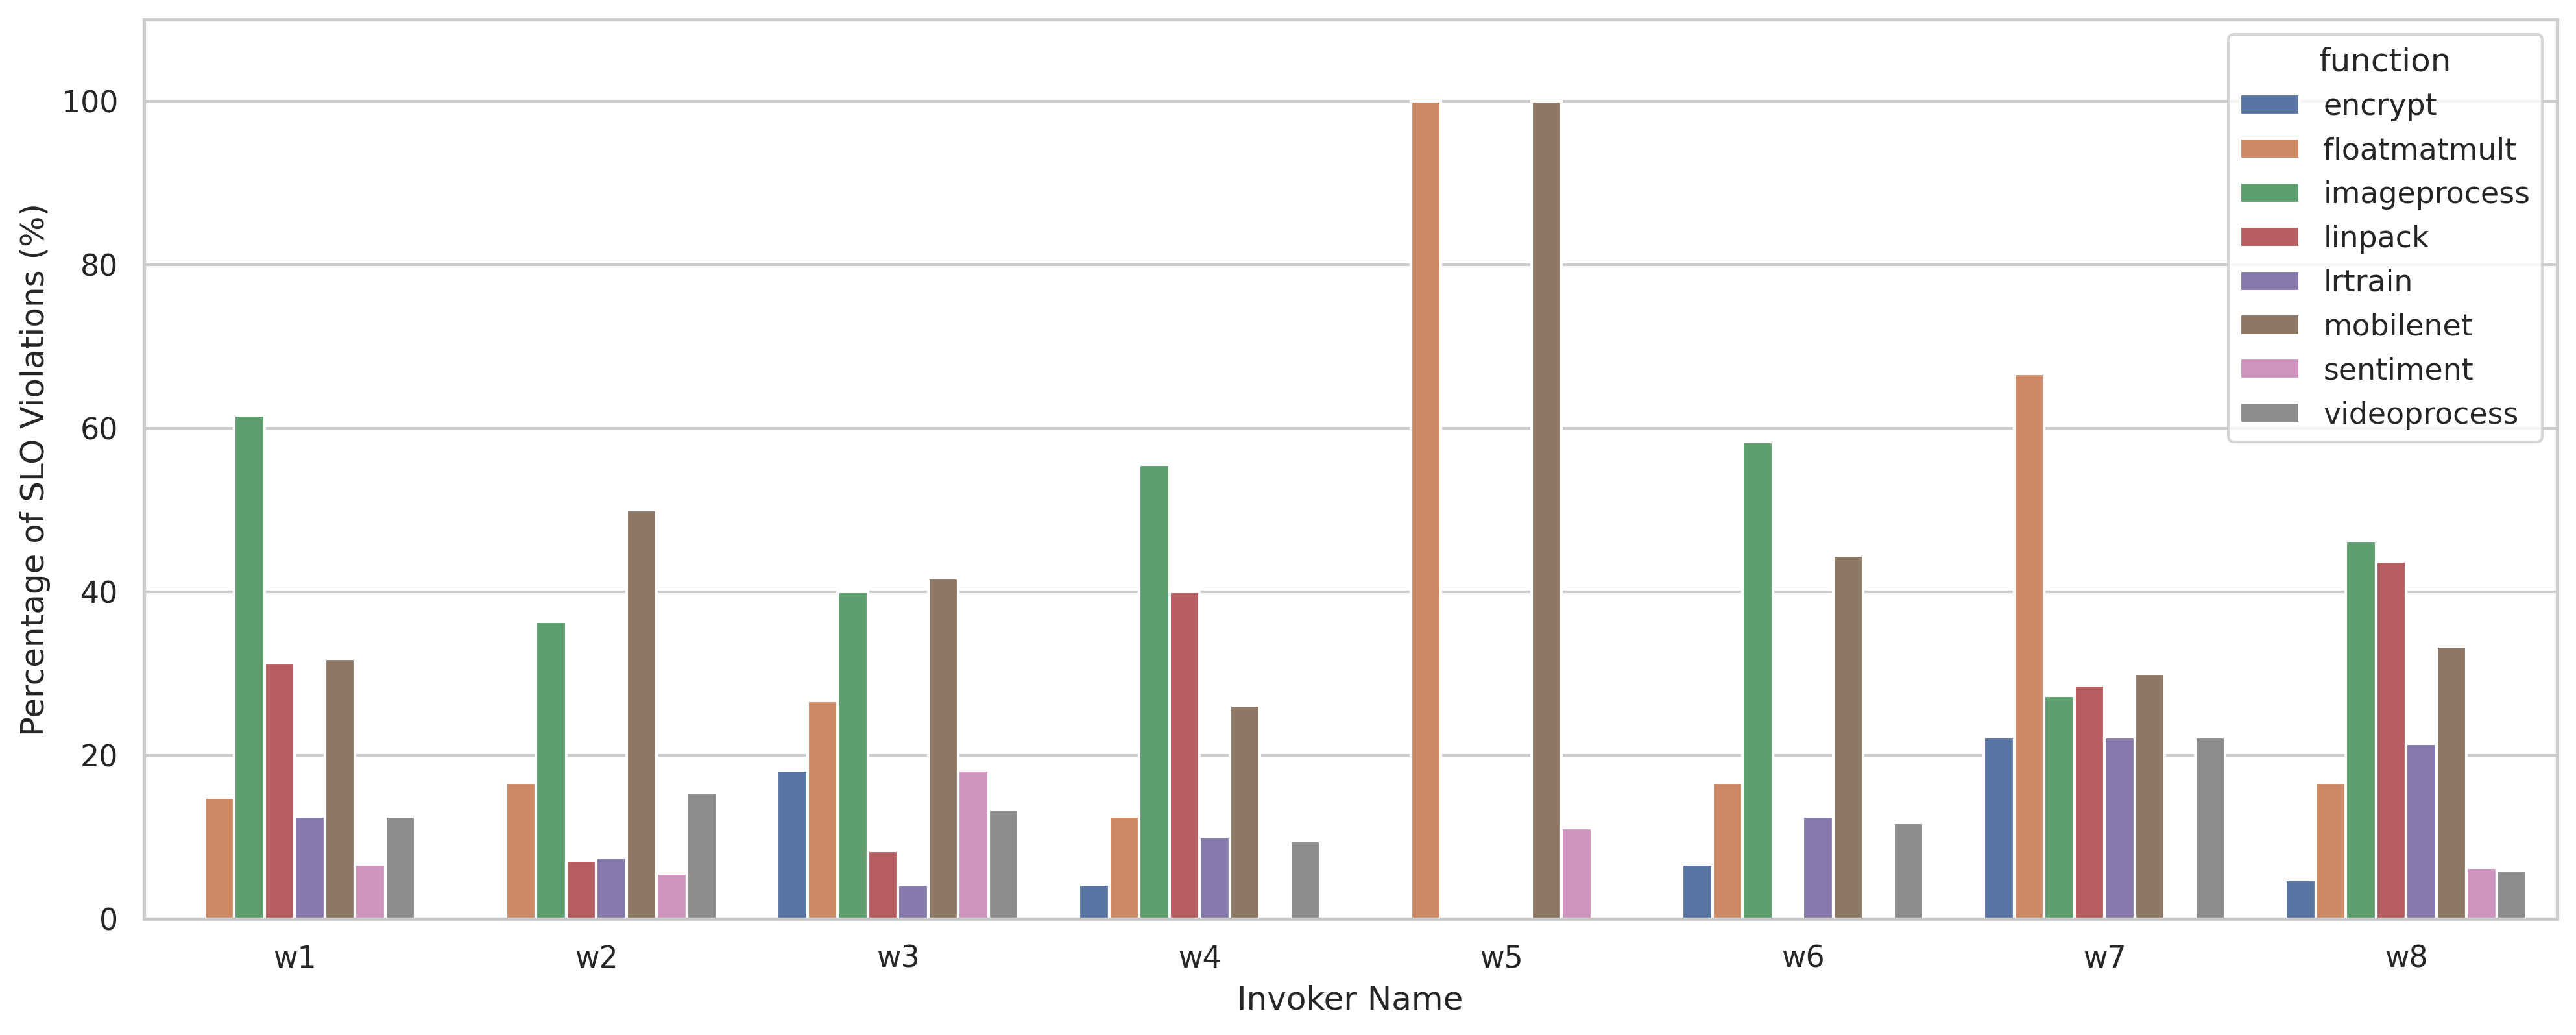 function
encrypt
floatmatmult
imageprocess
linpack
lrtrain
mobilenet
sentiment
videoprocess
Percentage of SLO Violations (%)
100
80
60
40
20
0
w1 w2 w3 w4 w5 w6 w7 w8
Invoker Name